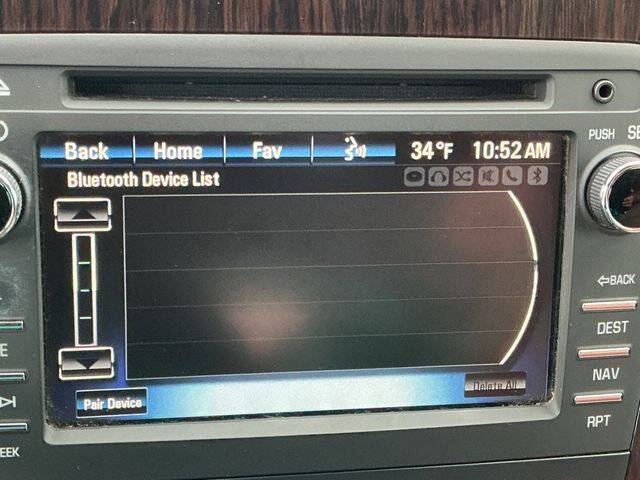 Back Home Fav 34°F 10:52 AM
Bluetooth Device List
PUSH
BACK
DEST
NAV
RPT
Pair Device Delete All